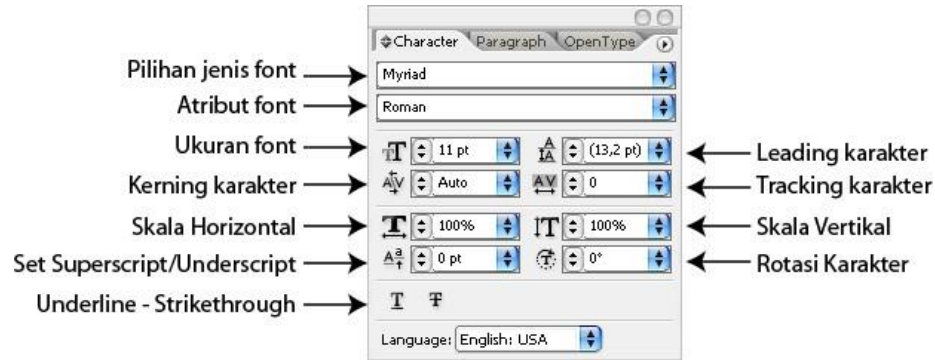 Character Paragraph OpenType
Pilihan jenis font Myriad
Atribut font Roman
Ukuran font 11 pt (13,2 pt) Leading karakter
Kerning karakter Auto 0 Tracking karakter
Skala Horizontal 100% 100% Skala Vertikal
Set Superscript/Underscript 0 pt 0° Rotasi Karakter
Underline - Strikethrough T T
Language: English: USA